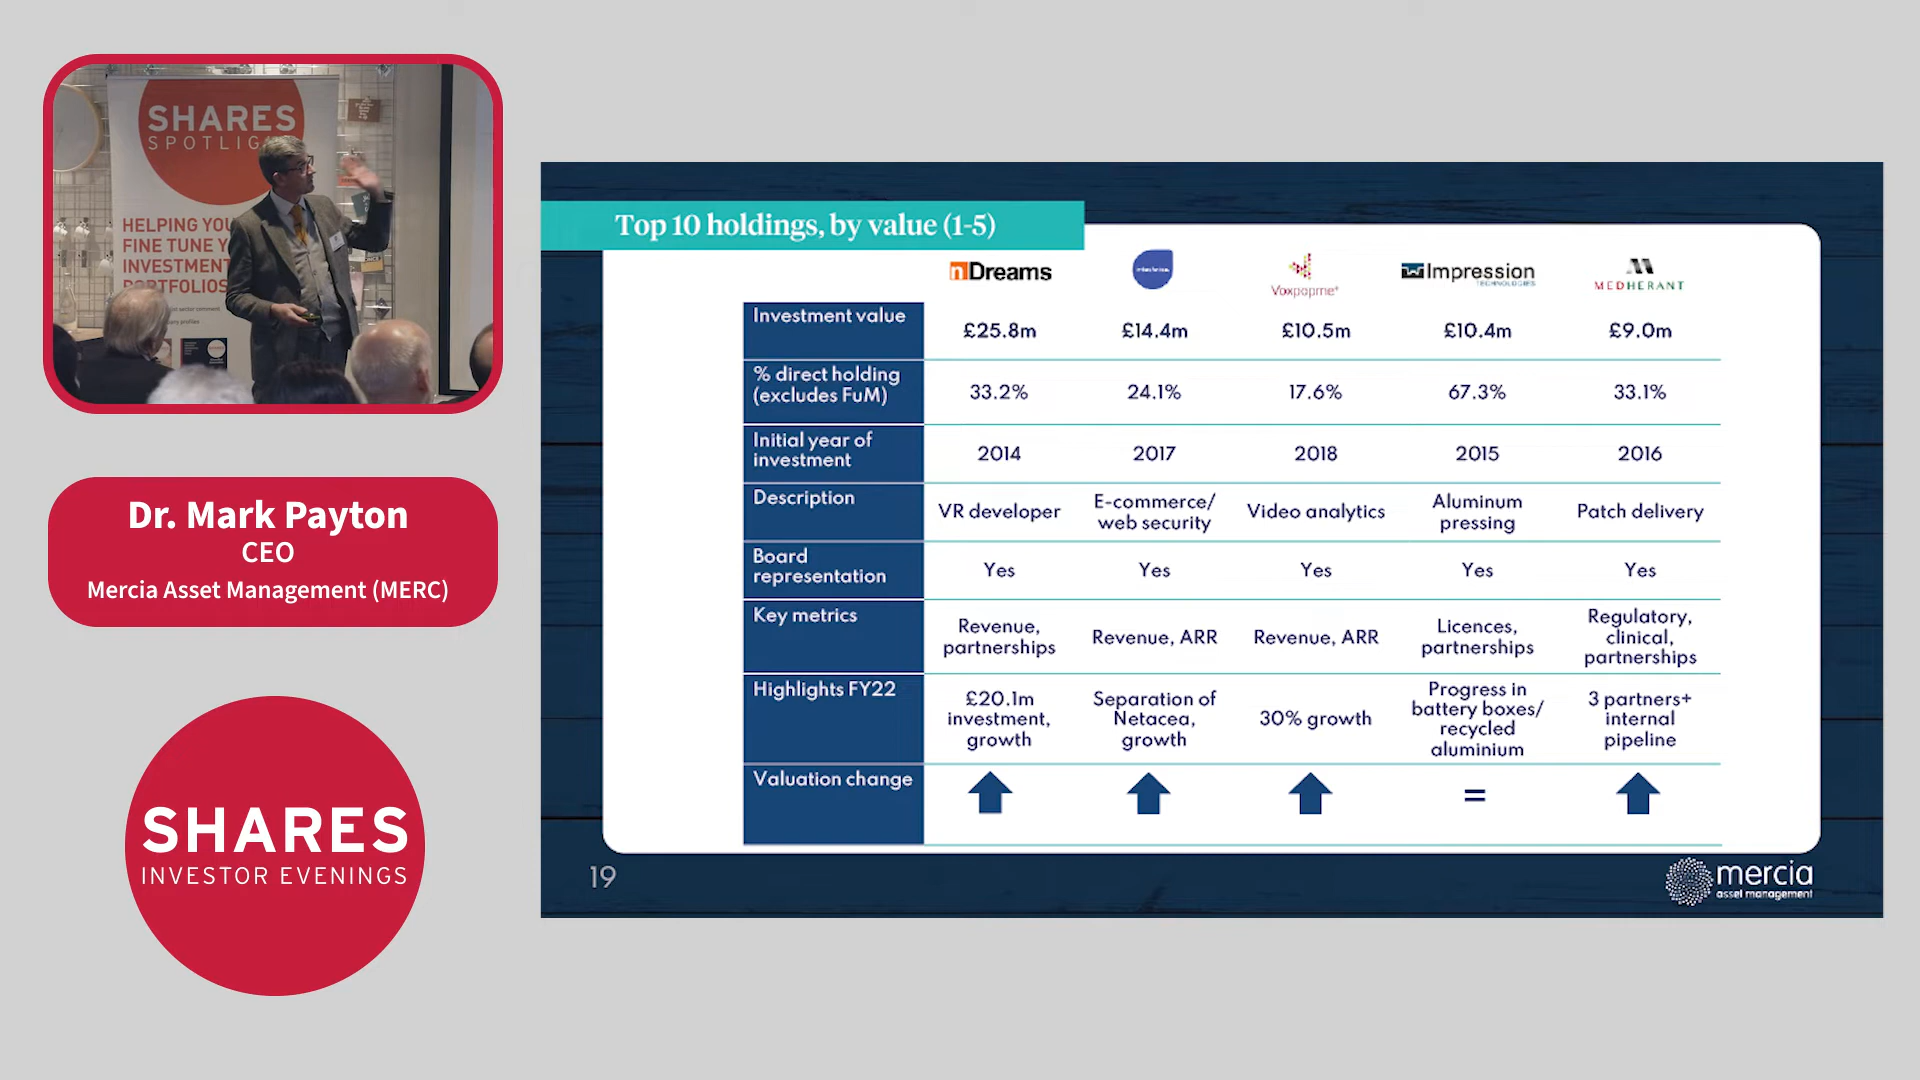 SHARES
SPOTLIG
HELPING YOU
FINE TUNE Y
INVESTMENT
PORTFOLIOS
Dr. Mark Payton
CEO
Mercia Asset Management (MERC)
SHARES
INVESTOR EVENINGS
Top 10 holdings, by value (1-5)
nDreams
Voxpopme
Impression
TECHNOLOGIES
MEDHERANT
Investment value
£25.8m
£14.4m
£10.5m
£10.4m
£9.0m
% direct holding
(excludes FuM)
33.2%
24.1%
17.6%
67.3%
33.1%
Initial year of
investment
2014
2017
2018
2015
2016
Description
VR developer
E-commerce/
web security
Video analytics
Aluminum
pressing
Patch delivery
Board
representation
Yes
Yes
Yes
Yes
Yes
Key metrics
Revenue,
partnerships
Revenue, ARR
Revenue, ARR
Licences,
partnerships
Regulatory,
clinical,
partnerships
Highlights FY22
£20.1m
investment,
growth
Separation of
Netacea,
growth
30% growth
Progress in
battery boxes/
recycled
aluminium
3 partners+
internal
pipeline
Valuation change
=
19
mercia
asset management